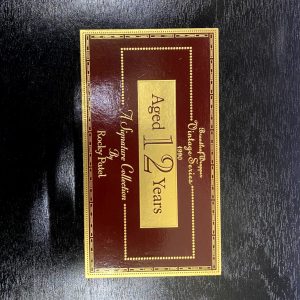 Vintage Series
1990
Aged 12 Years
A Signature Collection
By
Rocky Patel